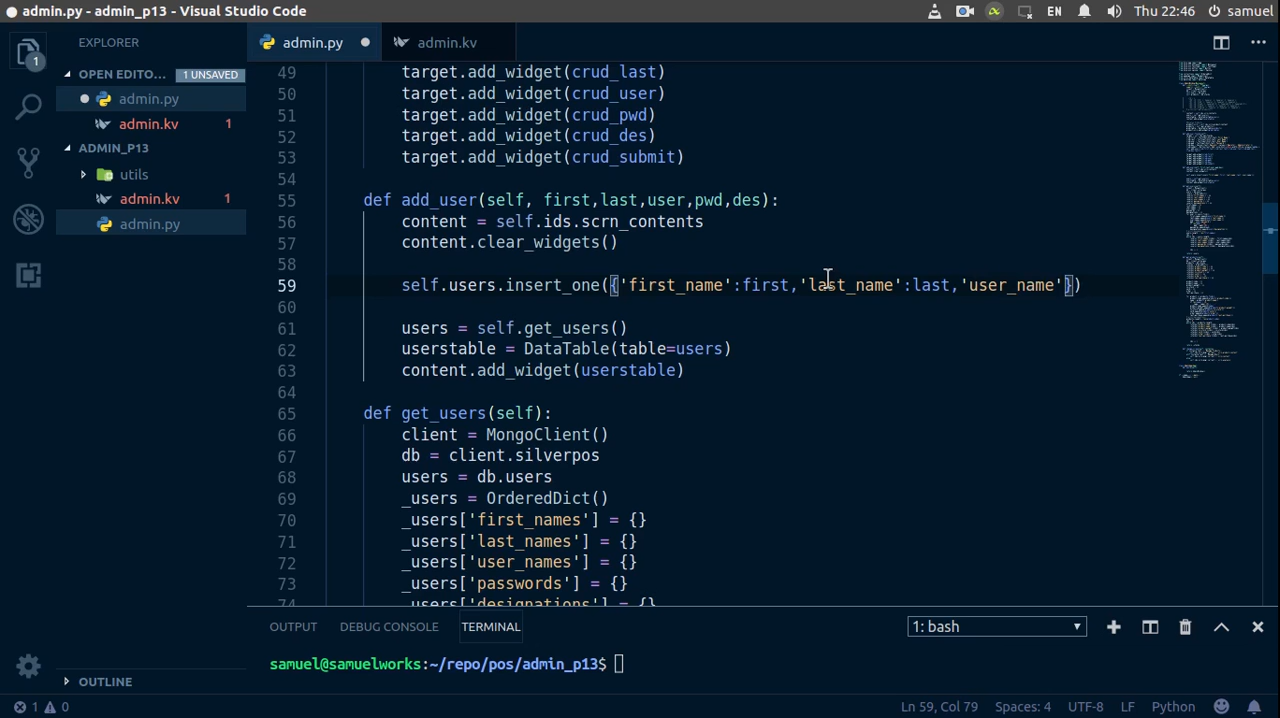 admin.py - admin_p13 - Visual Studio Code
EN
Thu 22:46
samuel
EXPLORER
admin.py
admin.kv
OPEN EDITO... 1 UNSAVED
admin.py
admin.kv 1
ADMIN_P13
utils
admin.kv 1
admin.py
OUTLINE
1
49 target.add_widget(crud_last)
50 target.add_widget(crud_user)
51 target.add_widget(crud_pwd)
52 target.add_widget(crud_des)
53 target.add_widget(crud_submit)
54
55 def add_user(self, first,last,user,pwd,des):
56 content = self.ids.scrn_contents
57 content.clear_widgets()
58
59 self.users.insert_one({'first_name':first,'last_name':last,'user_name'})
60
61 users = self.get_users()
62 userstable = DataTable(table=users)
63 content.add_widget(userstable)
64
65 def get_users(self):
66 client = MongoClient()
67 db = client.silverpos
68 users = db.users
69 _users = OrderedDict()
70 _users['first_names'] = {}
71 _users['last_names'] = {}
72 _users['user_names'] = {}
73 _users['passwords'] = {}
74 _users['designations'] = {}
OUTPUT DEBUG CONSOLE TERMINAL
1: bash
samuel@samuelworks:~/repo/pos/admin_p13$
1 0
Ln 59, Col 79 Spaces: 4 UTF-8 LF Python